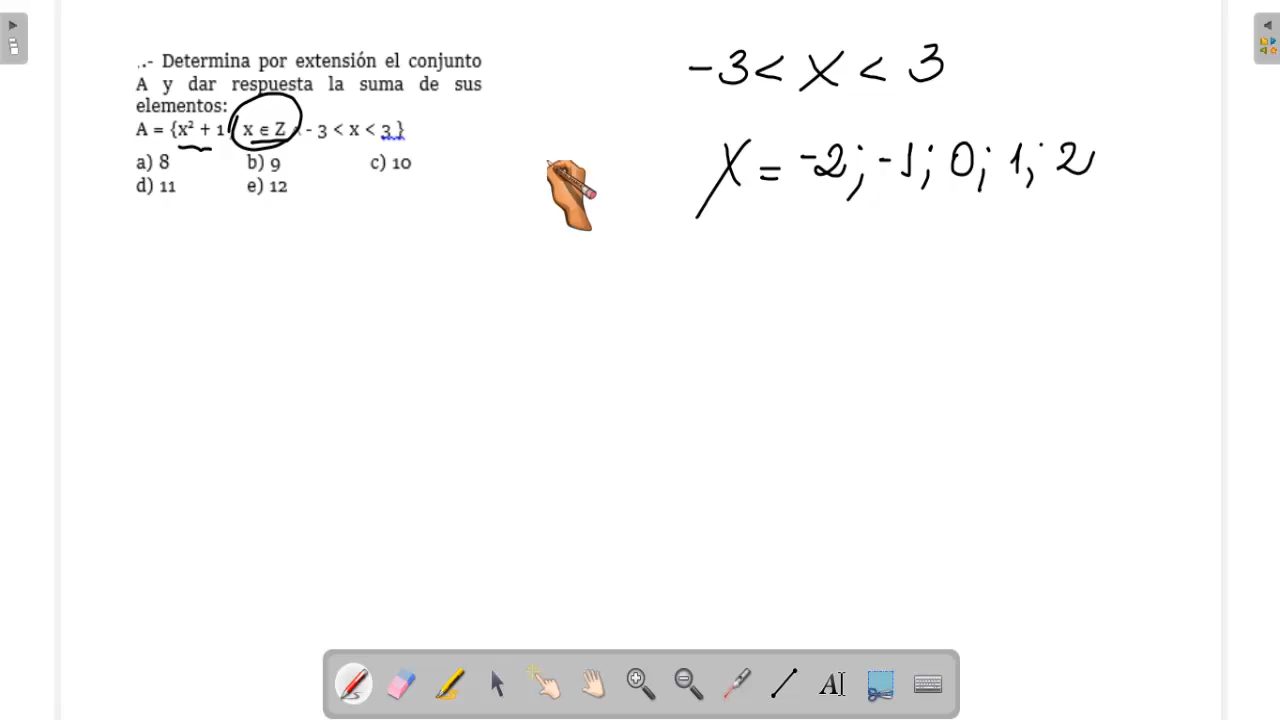 ..- Determina por extensión el conjunto
A y dar respuesta la suma de sus
elementos:
A = {x² + 1 / x ∈ Z ∧ - 3 < x < 3 }
a) 8 b) 9 c) 10
d) 11 e) 12
-3 < x < 3
x = -2; -1; 0; 1; 2